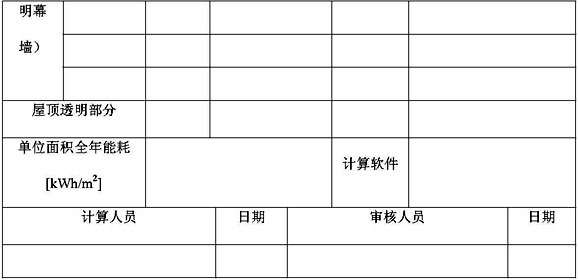 明幕
墙）
屋顶透明部分
单位面积全年能耗
[kWh/m²]
计算软件
计算人员 日期 审核人员 日期